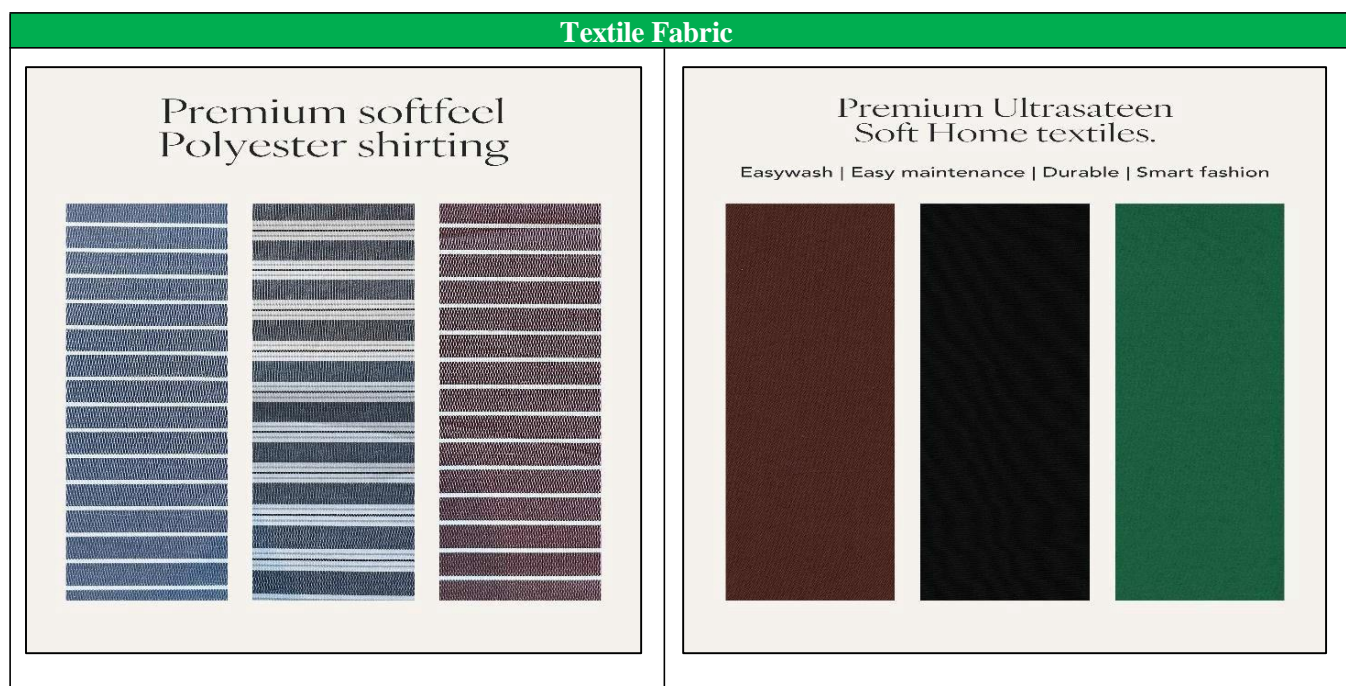 Textile Fabric
Premium softfeel
Polyester shirting
Premium Ultrasateen
Soft Home textiles.
Easywash | Easy maintenance | Durable | Smart fashion